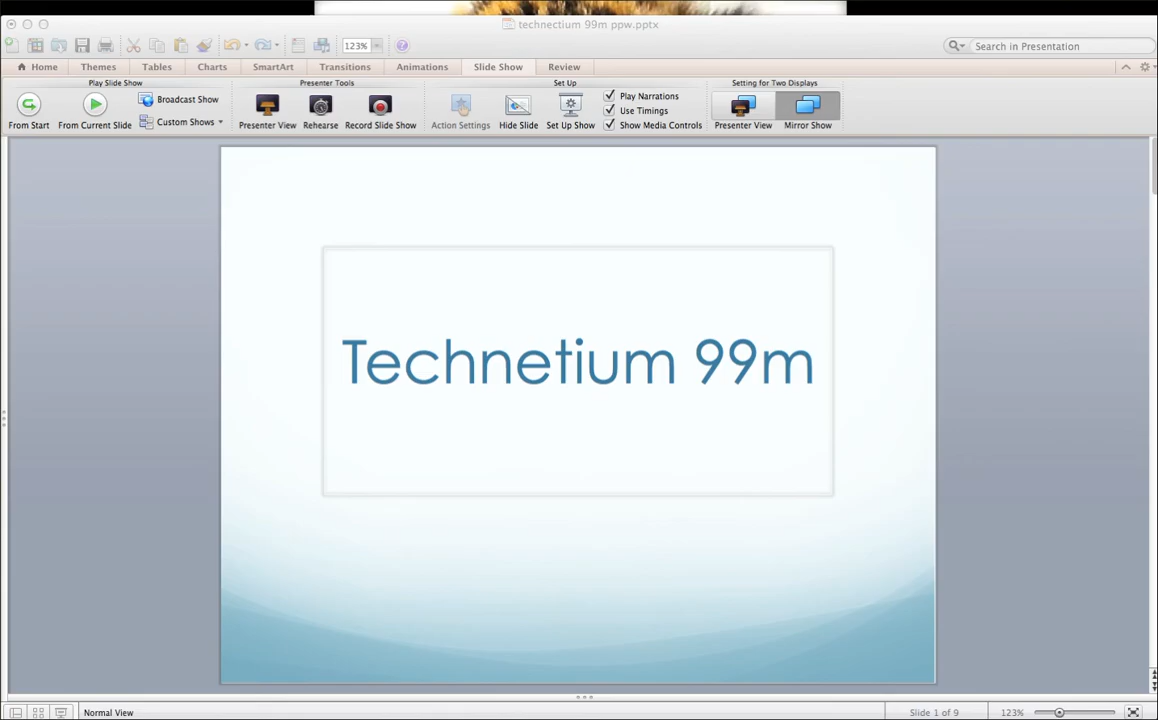 technectium 99m ppw.pptx
123%
Search in Presentation
Home
Themes
Tables
Charts
SmartArt
Transitions
Animations
Slide Show
Review
Play Slide Show
Presenter Tools
Set Up
Setting for Two Displays
From Start
From Current Slide
Broadcast Show
Custom Shows
Presenter View
Rehearse
Record Slide Show
Action Settings
Hide Slide
Set Up Show
Play Narrations
Use Timings
Show Media Controls
Presenter View
Mirror Show
Technetium 99m
Normal View
Slide 1 of 9
123%